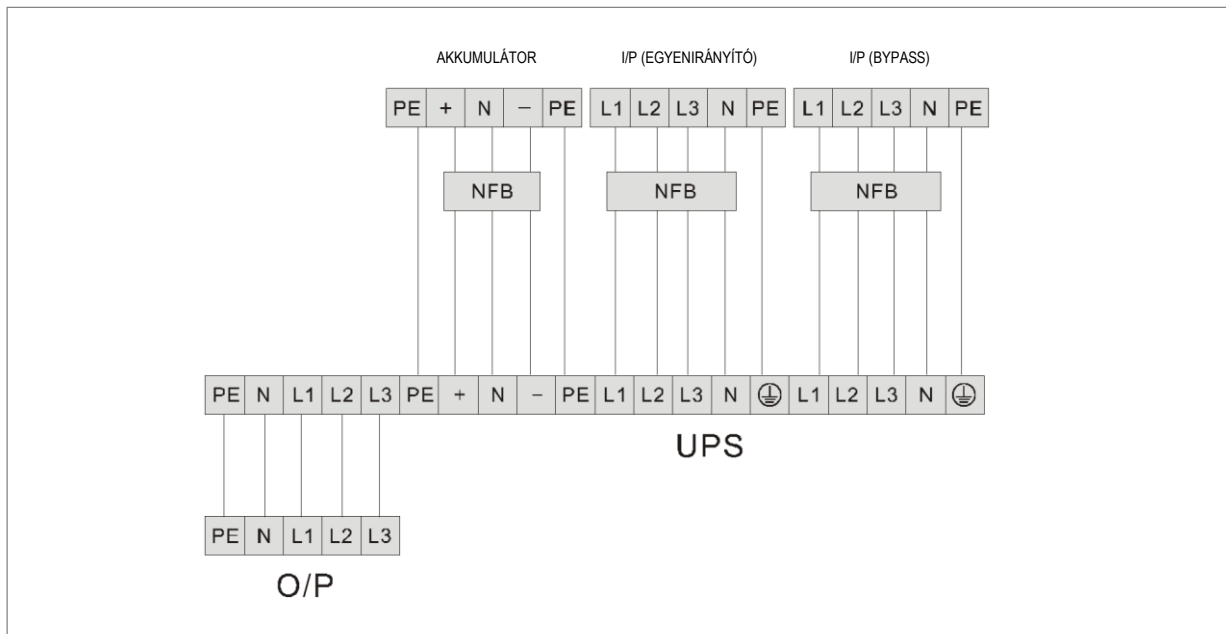 AKKUMULÁTOR I/P (EGYENIRÁNYÍTÓ) I/P (BYPASS)
PE + N − PE L1 L2 L3 N PE L1 L2 L3 N PE
NFB NFB NFB
PE N L1 L2 L3 PE + N - PE L1 L2 L3 N L1 L2 L3 N
UPS
PE N L1 L2 L3
O/P